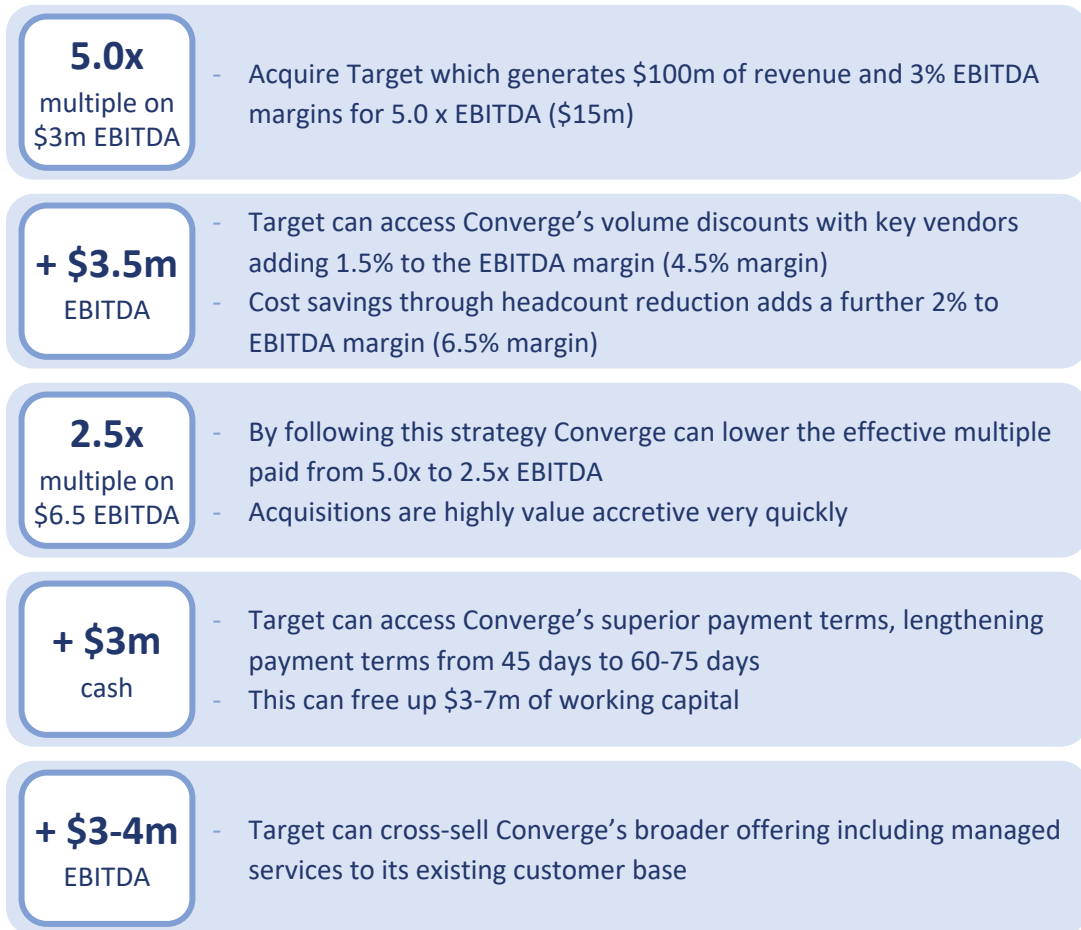 5.0x
multiple on
$3m EBITDA
- Acquire Target which generates $100m of revenue and 3% EBITDA
margins for 5.0 x EBITDA ($15m)
+ $3.5m
EBITDA
- Target can access Converge’s volume discounts with key vendors
adding 1.5% to the EBITDA margin (4.5% margin)
- Cost savings through headcount reduction adds a further 2% to
EBITDA margin (6.5% margin)
2.5x
multiple on
$6.5 EBITDA
- By following this strategy Converge can lower the effective multiple
paid from 5.0x to 2.5x EBITDA
- Acquisitions are highly value accretive very quickly
+ $3m
cash
- Target can access Converge’s superior payment terms, lengthening
payment terms from 45 days to 60-75 days
- This can free up $3-7m of working capital
+ $3-4m
EBITDA
- Target can cross-sell Converge’s broader offering including managed
services to its existing customer base